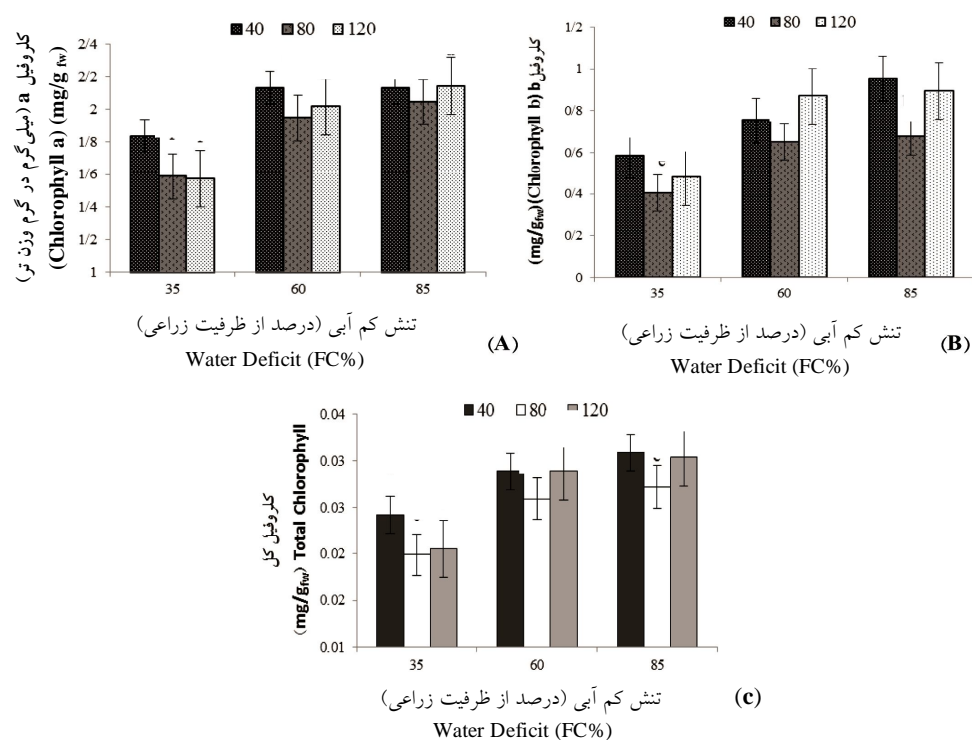 40 80 120
2/4
2/2
2
1/8
1/6
1/4
1/2
1
کلروفیل a (میلی گرم در گرم وزن تر)
(Chlorophyll a) (mg/g fw)
35 60 85
تنش کم آبی (درصد از ظرفیت زراعی)
Water Deficit (FC%)
(A)
40 80 120
1/2
1
0/8
0/6
0/4
0/2
0
کلروفیل b (Chlorophyll b)
(mg/gfw)
35 60 85
تنش کم آبی (درصد از ظرفیت زراعی)
Water Deficit (FC%)
(B)
40 80 120
0.04
0.03
0.03
0.02
0.02
0.01
کلروفیل کل
(mg/gfw) Total Chlorophyll
35 60 85
تنش کم آبی (درصد از ظرفیت زراعی)
Water Deficit (FC%)
(c)